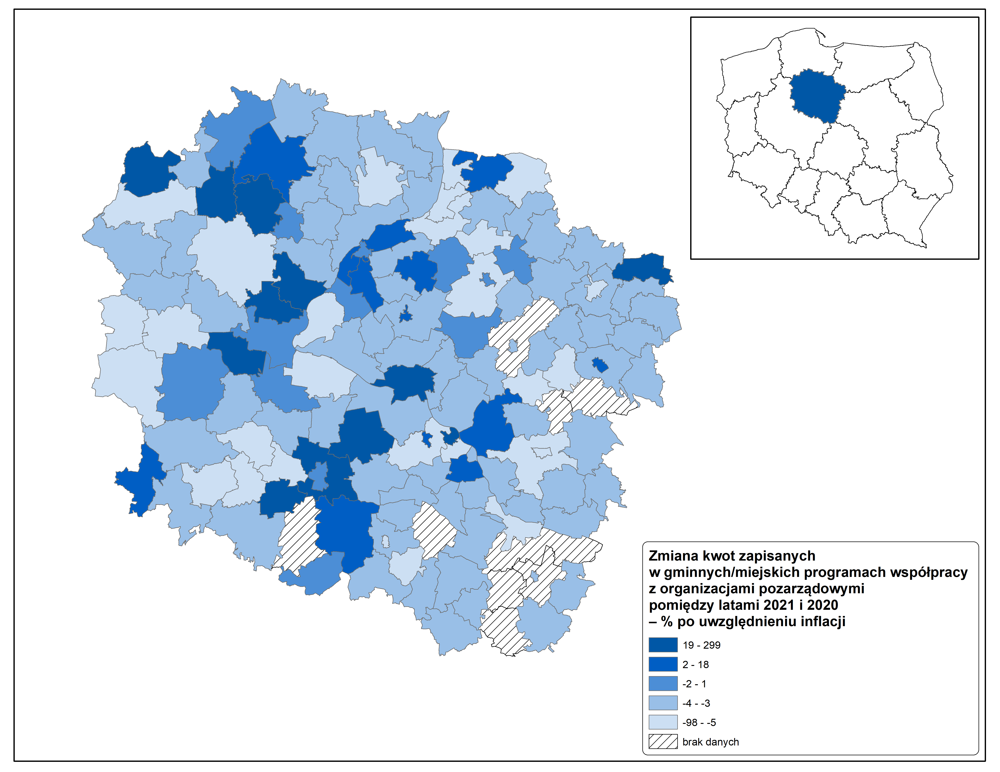 Zmiana kwot zapisanych
w gminnych/miejskich programach współpracy
z organizacjami pozarządowymi
pomiędzy latami 2021 i 2020
– % po uwzględnieniu inflacji
19 - 299
2 - 18
-2 - 1
-4 - -3
-98 - -5
brak danych